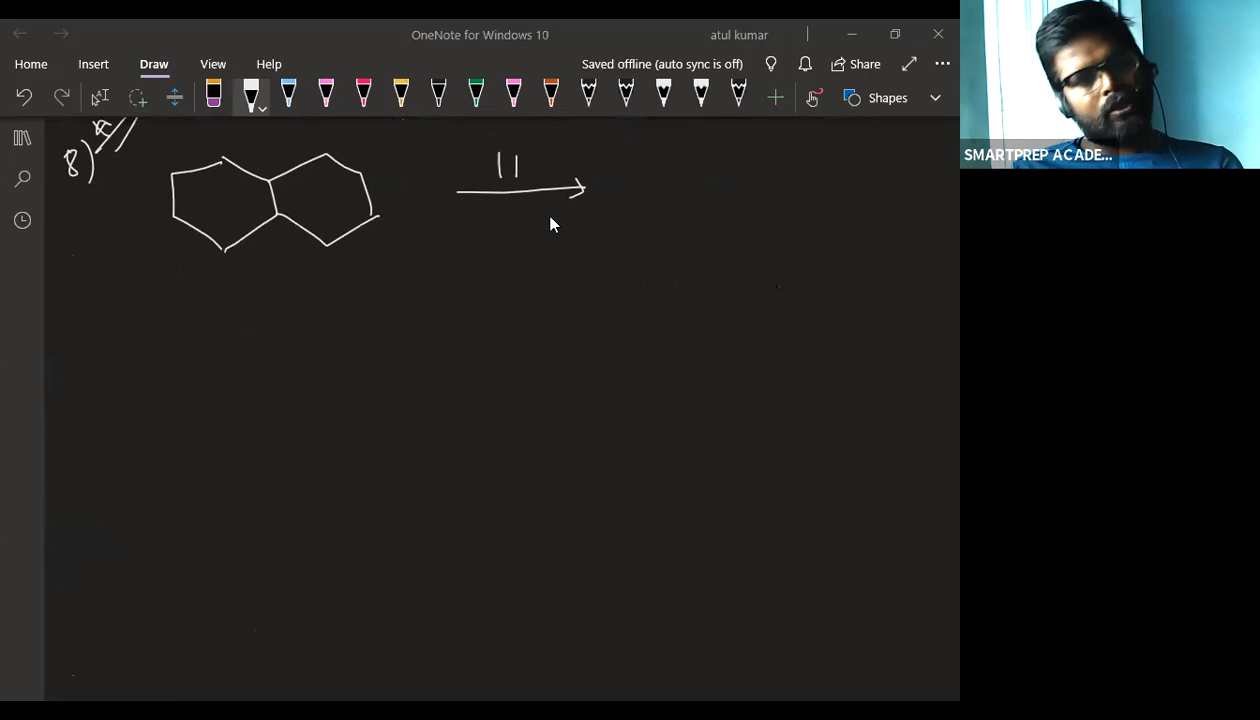 OneNote for Windows 10
atul kumar
Home Insert Draw View Help
Saved offline (auto sync is off)
Share
Shapes
8)
11
SMARTPREP ACADE...